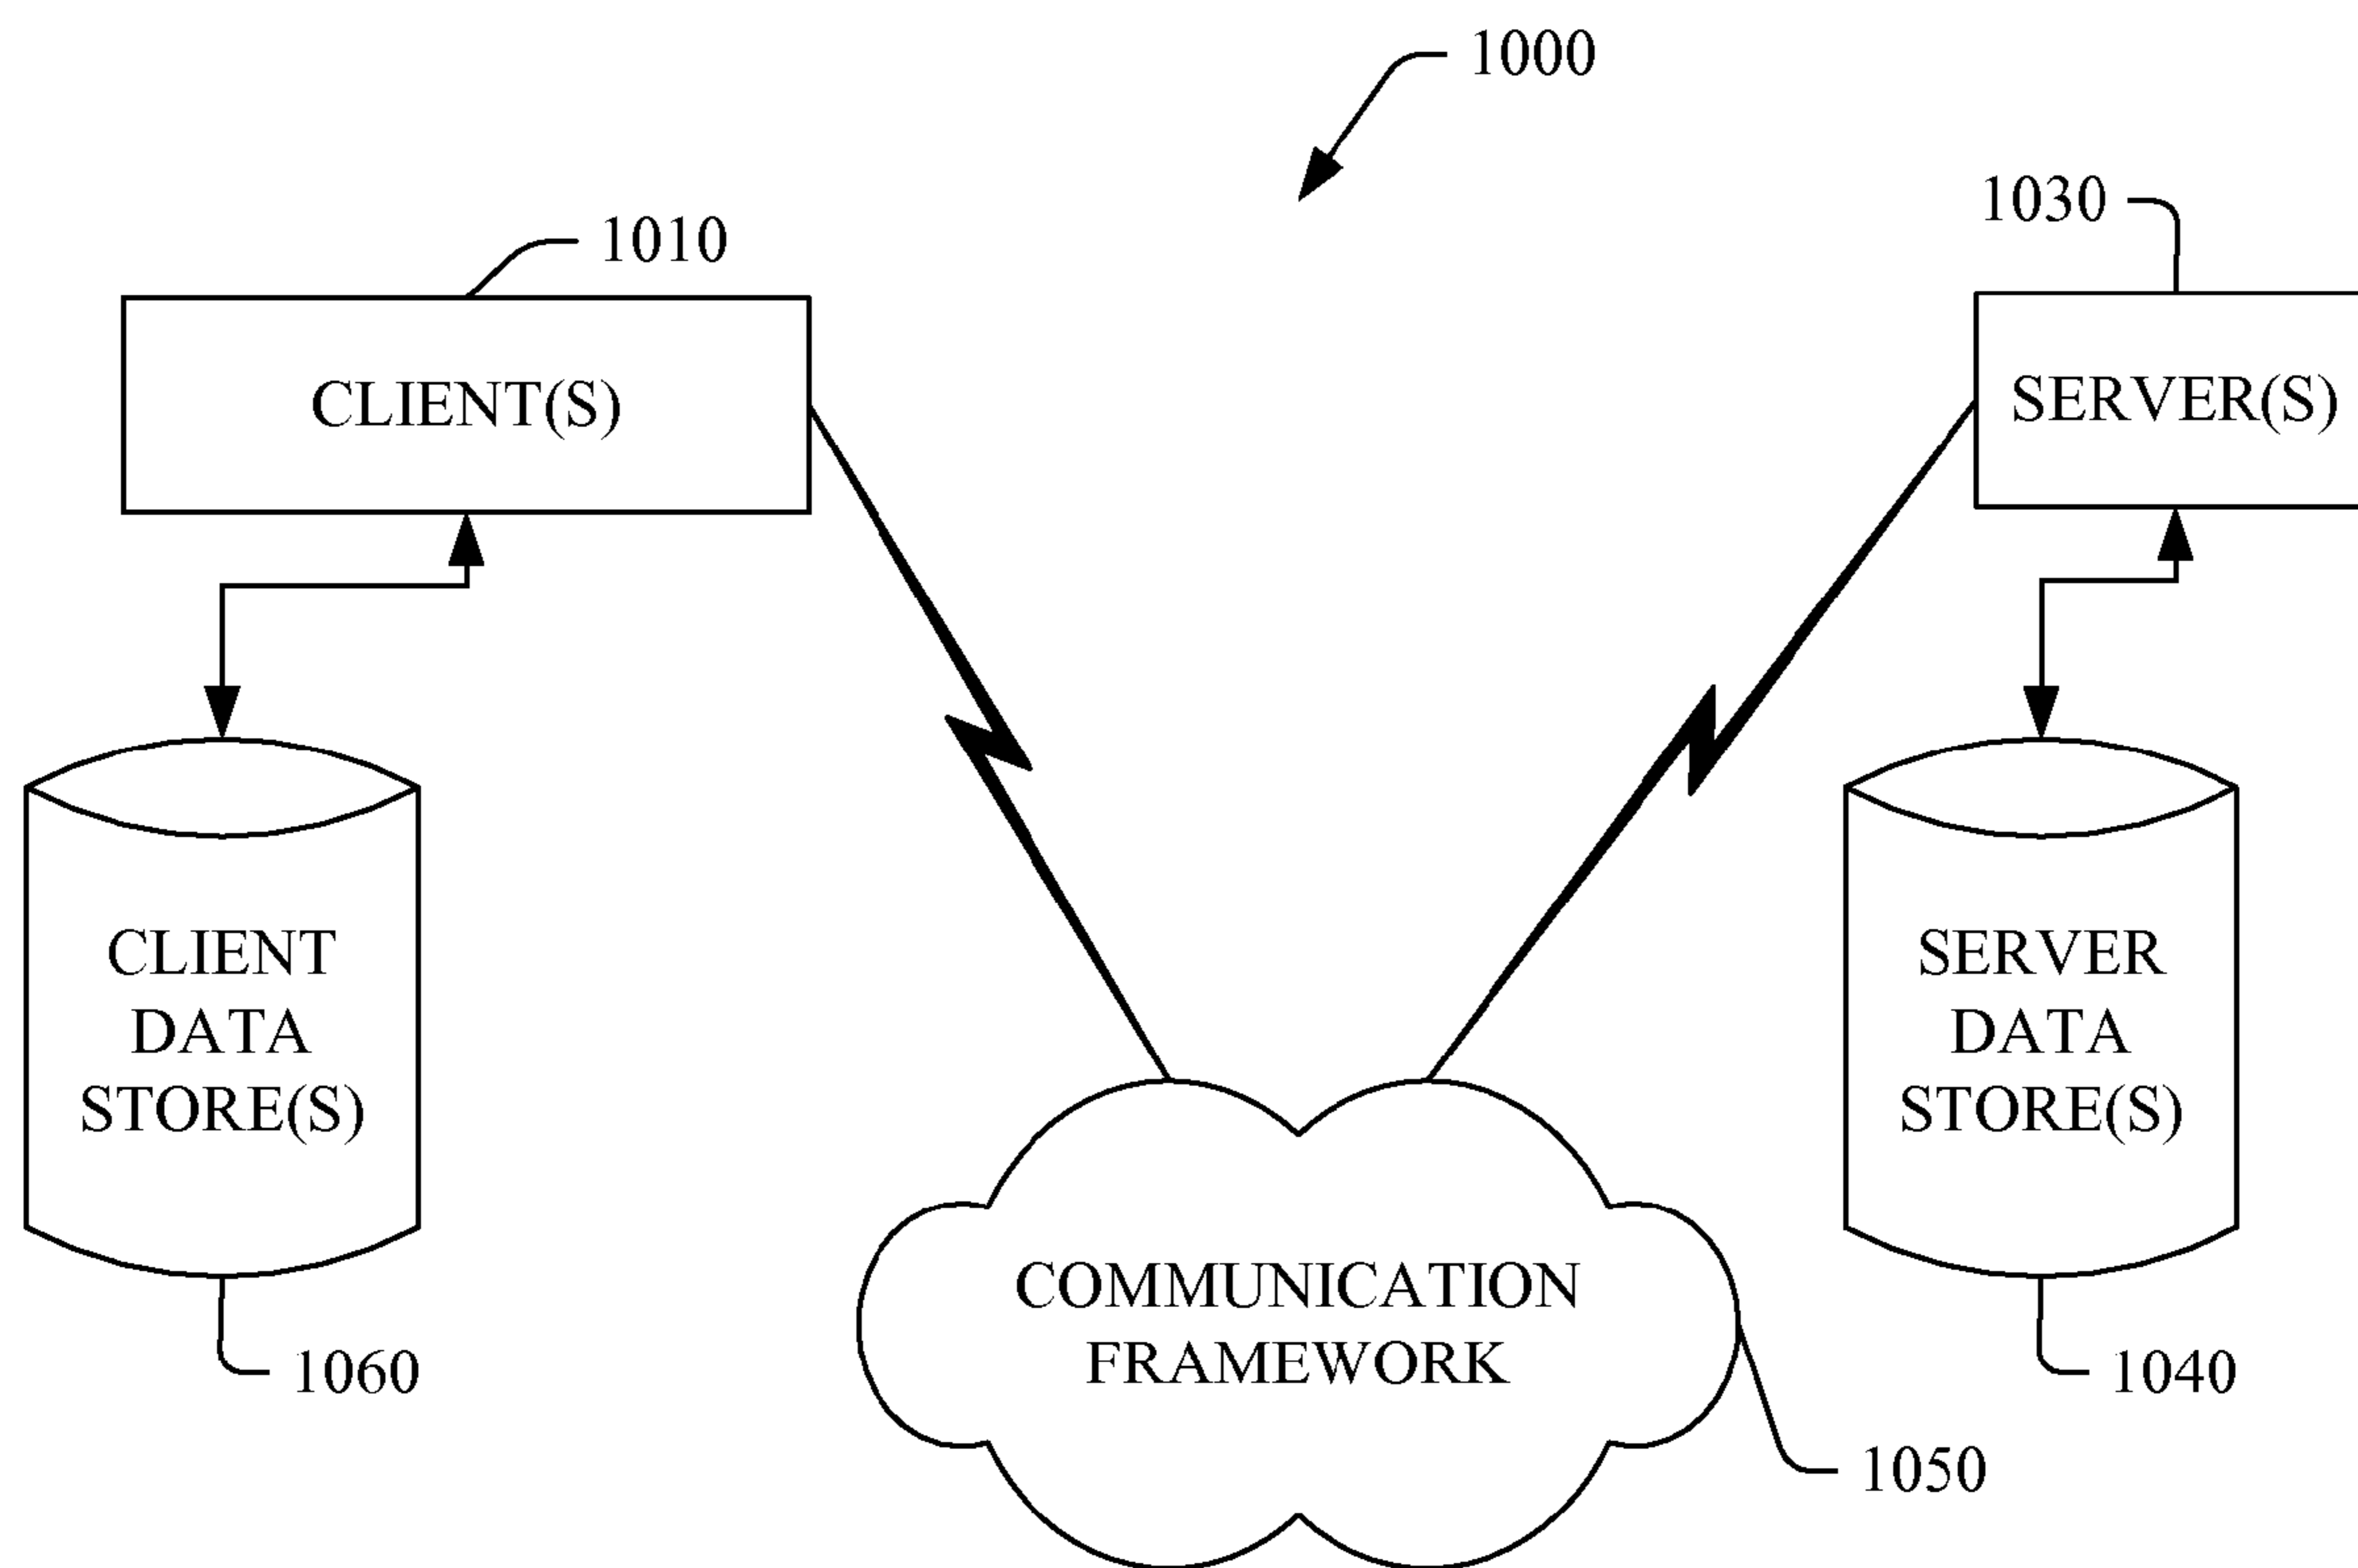 1000
1010
1030
CLIENT(S)
SERVER(S)
CLIENT
DATA
STORE(S)
SERVER
DATA
STORE(S)
COMMUNICATION
FRAMEWORK
1060
1040
1050